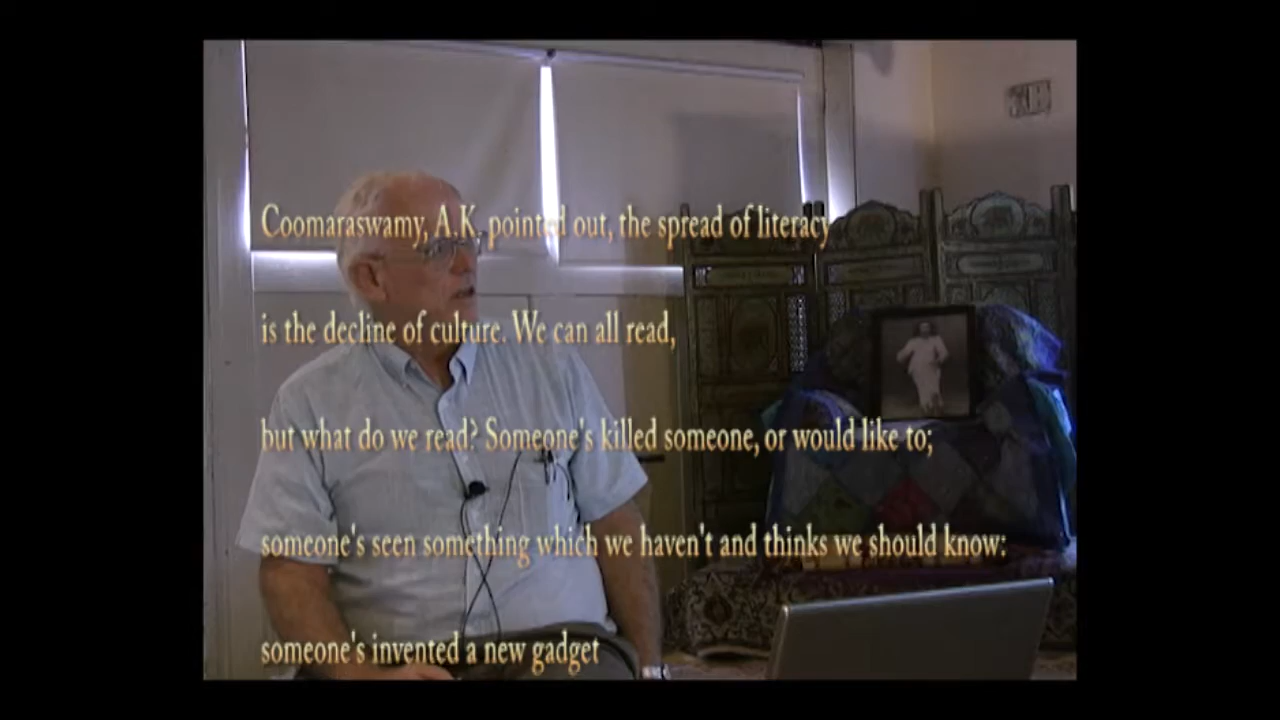 Coomaraswamy, A.K. pointed out, the spread of literacy
is the decline of culture. We can all read,
but what do we read? Someone's killed someone, or would like to;
someone's seen something which we haven't and thinks we should know:
someone's invented a new gadget